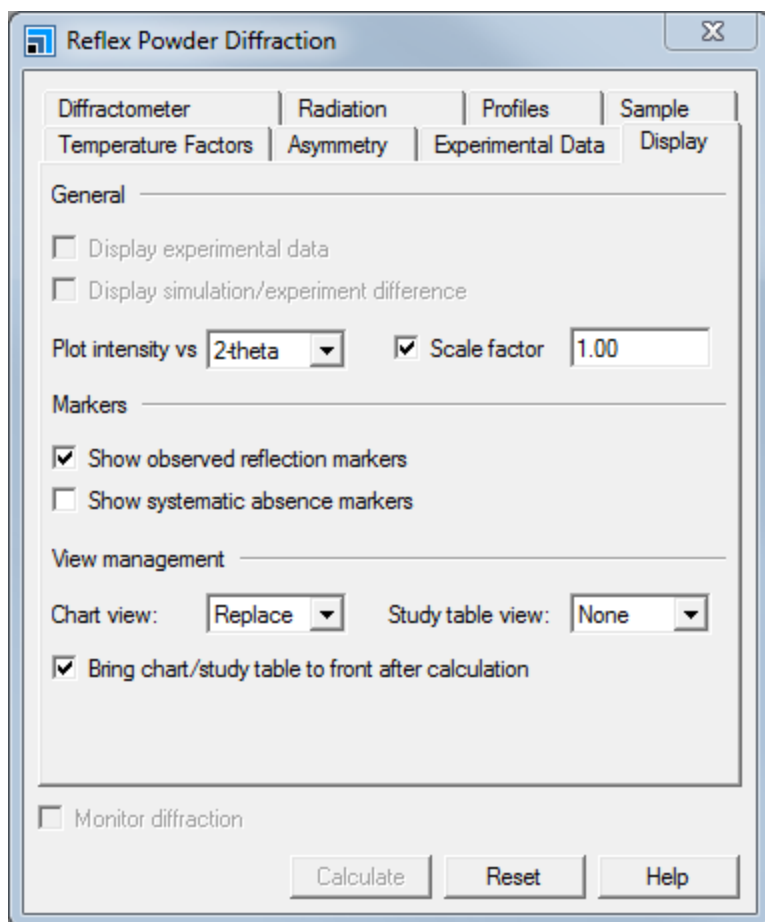 Reflex Powder Diffraction
Diffractometer Radiation Profiles Sample
Temperature Factors Asymmetry Experimental Data Display
General
Display experimental data
Display simulation/experiment difference
Plot intensity vs 2-theta Scale factor 1.00
Markers
Show observed reflection markers
Show systematic absence markers
View management
Chart view: Replace Study table view: None
Bring chart/study table to front after calculation
Monitor diffraction
Calculate Reset Help